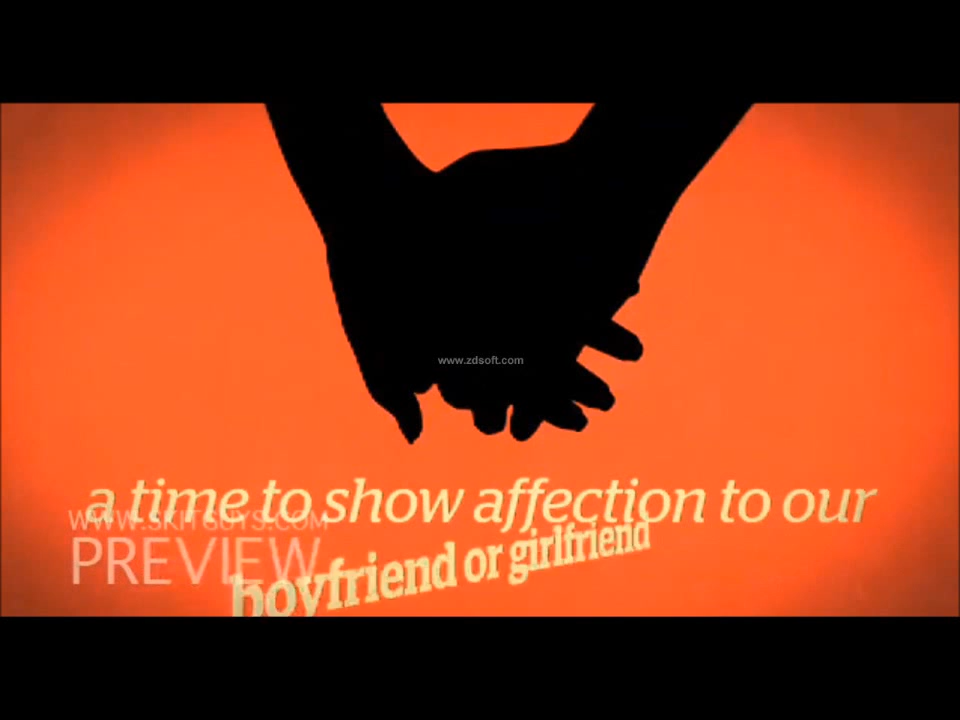 www.zdsoft.com
a time to show affection to our
WWW.SKITGUYS.COM
PREVIEW
boyfriend or girlfriend